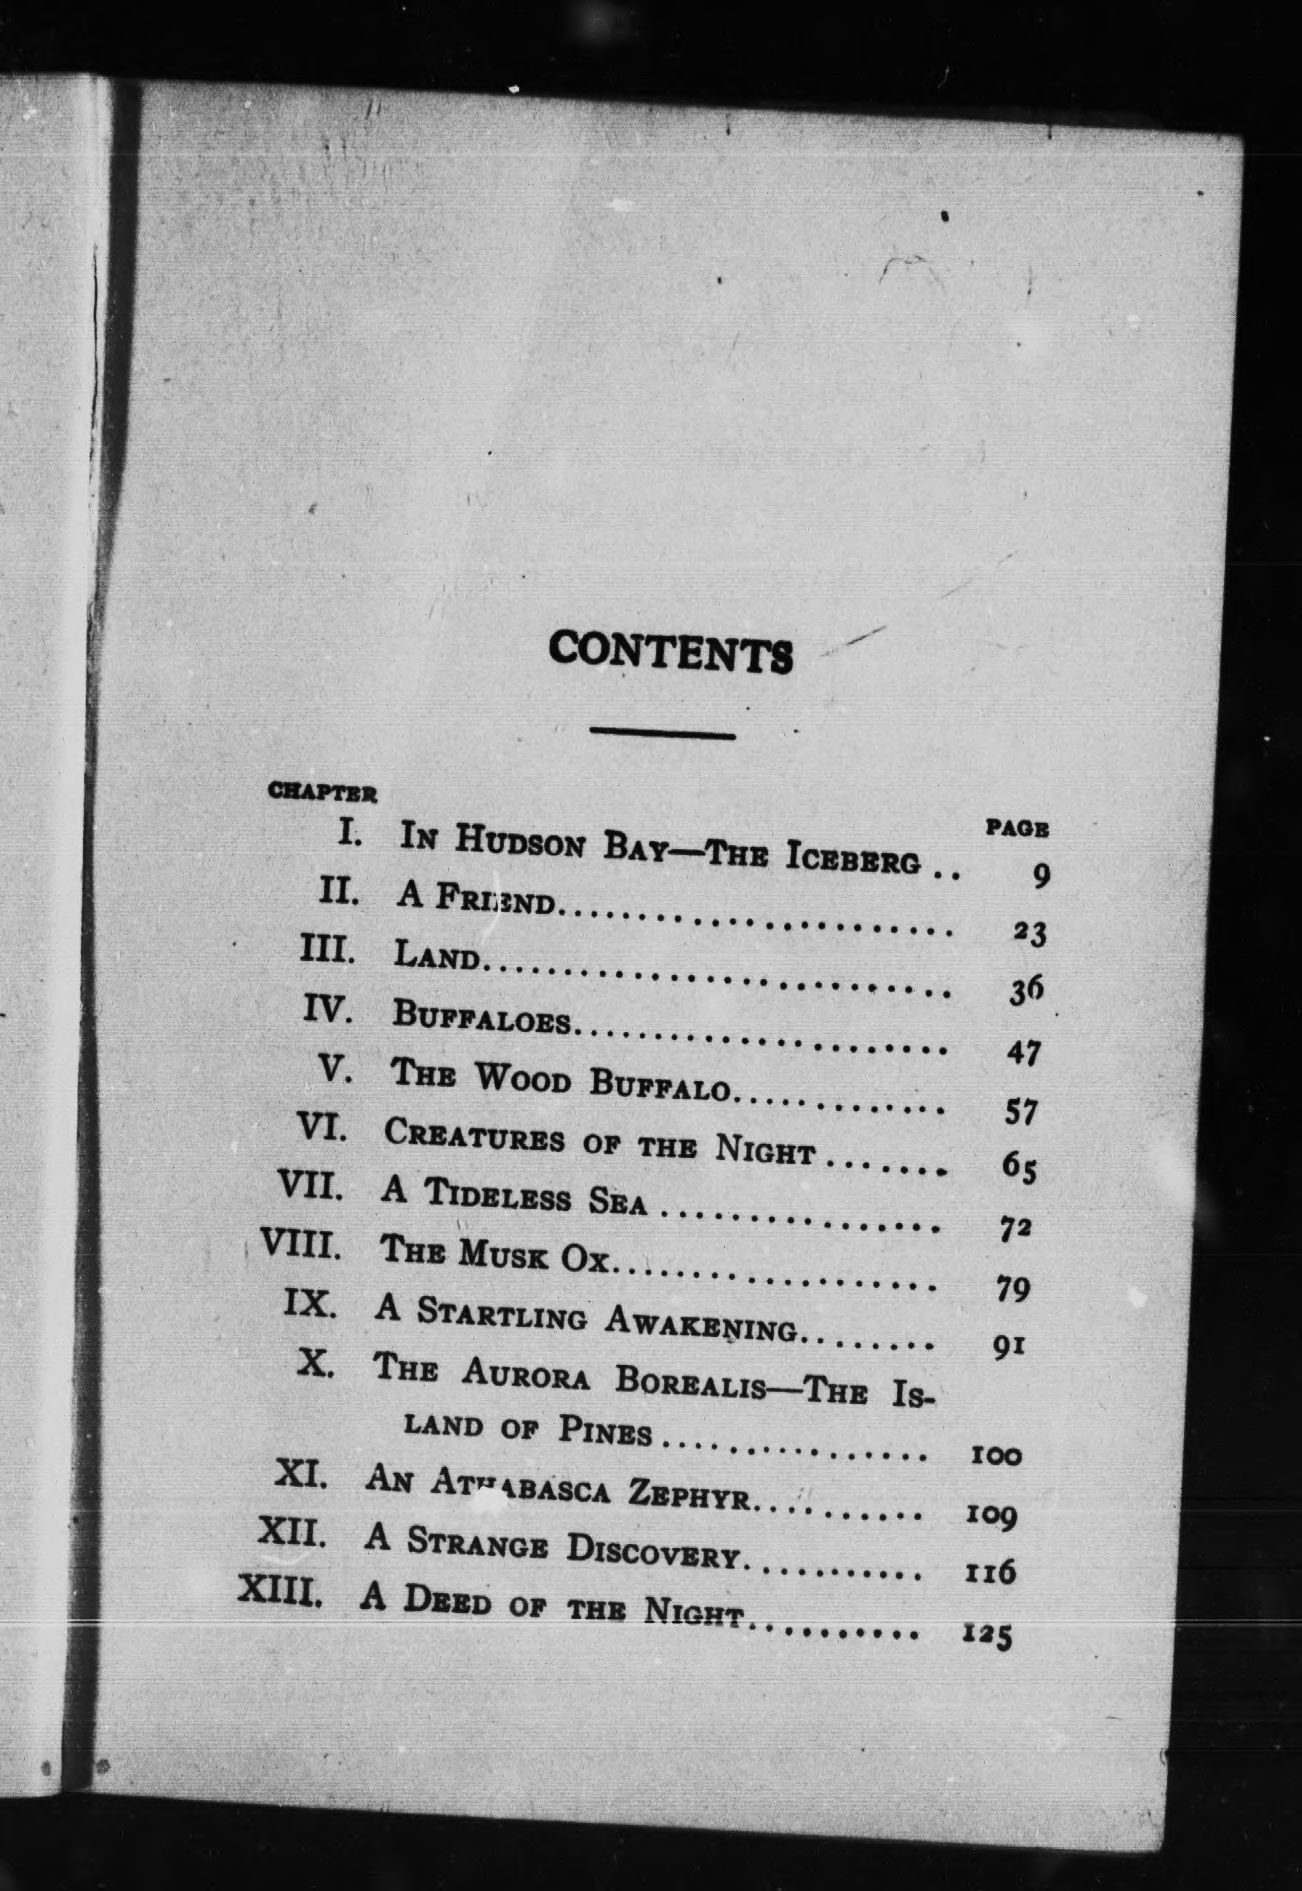 CONTENTS
CHAPTER PAGE
I. IN HUDSON BAY—THE ICEBERG .. 9
II. A FRIEND........................ 23
III. LAND............................ 36
IV. BUFFALOES....................... 47
V. THE WOOD BUFFALO............. 57
VI. CREATURES OF THE NIGHT ....... 65
VII. A TIDELESS SEA ................ 72
VIII. THE MUSK OX................... 79
IX. A STARTLING AWAKENING........ 91
X. THE AURORA BOREALIS—THE IS-
LAND OF PINES ................ 100
XI. AN ATHABASCA ZEPHYR........... 109
XII. A STRANGE DISCOVERY........... 116
XIII. A DEED OF THE NIGHT.......... 125